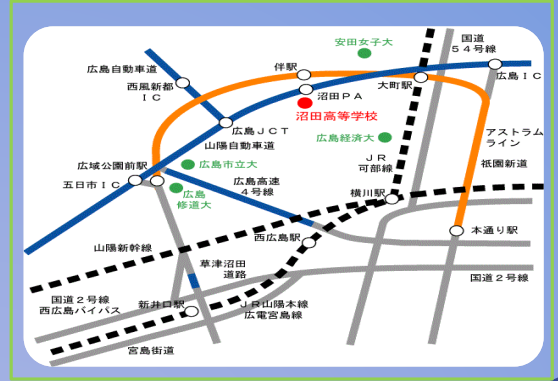 安田女子大
国道
５４号線
広島自動車道
伴駅
西風新都
ＩＣ
沼田ＰＡ
大町駅
広島ＩＣ
沼田高等学校
広島ＪＣＴ
山陽自動車道
広島経済大
アストラム
ライン
広域公園前駅
広島市立大
ＪＲ
可部線
祇園新道
五日市ＩＣ
広島
修道大
広島高速
４号線
横川駅
山陽新幹線
西広島駅
本通り駅
草津沼田
道路
国道２号線
国道２号線
西広島バイパス
新井口駅
ＪＲ山陽本線
広電宮島線
宮島街道